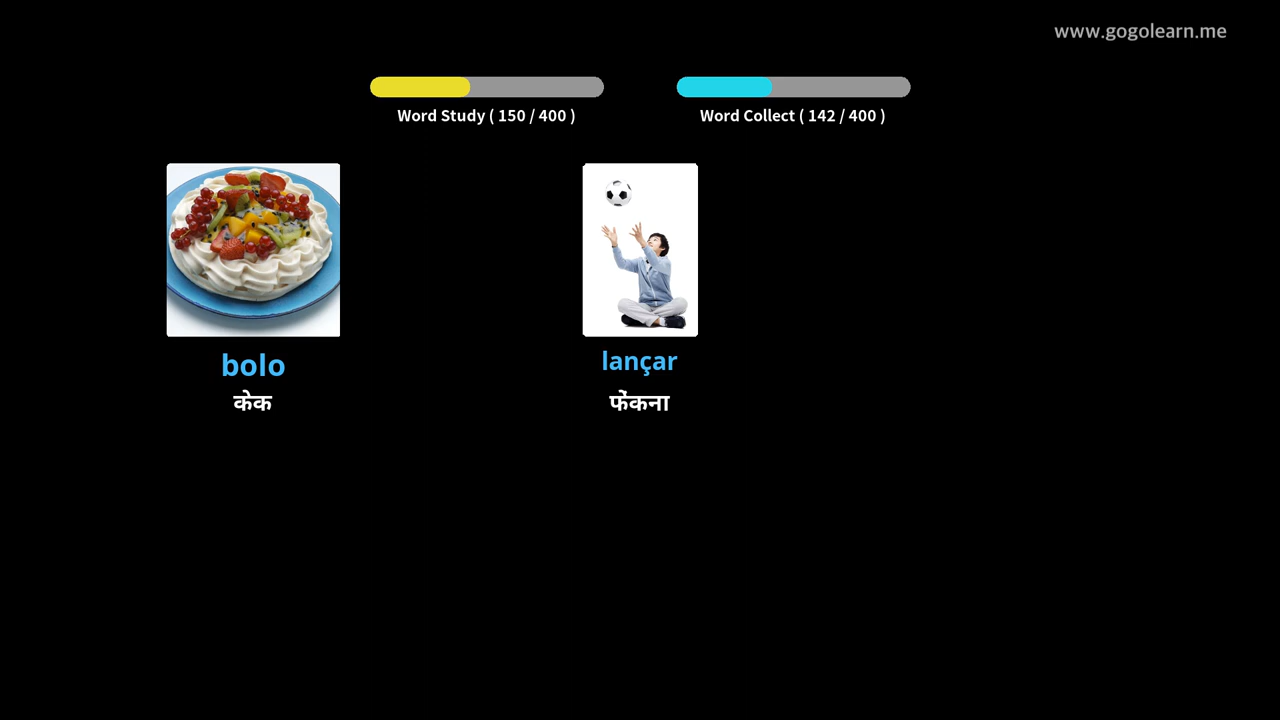 www.gogolearn.me
Word Study ( 150 / 400 )
Word Collect ( 142 / 400 )
bolo
केक
lançar
फेंकना